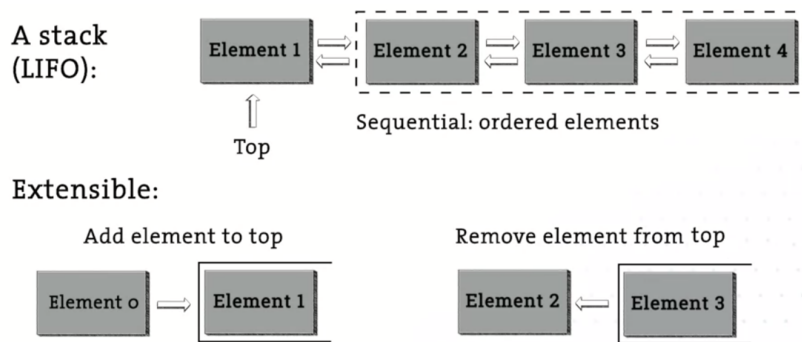 A stack
(LIFO):
Element 1
Element 2
Element 3
Element 4
Top
Sequential: ordered elements
Extensible:
Add element to top
Remove element from top
Element o
Element 1
Element 2
Element 3